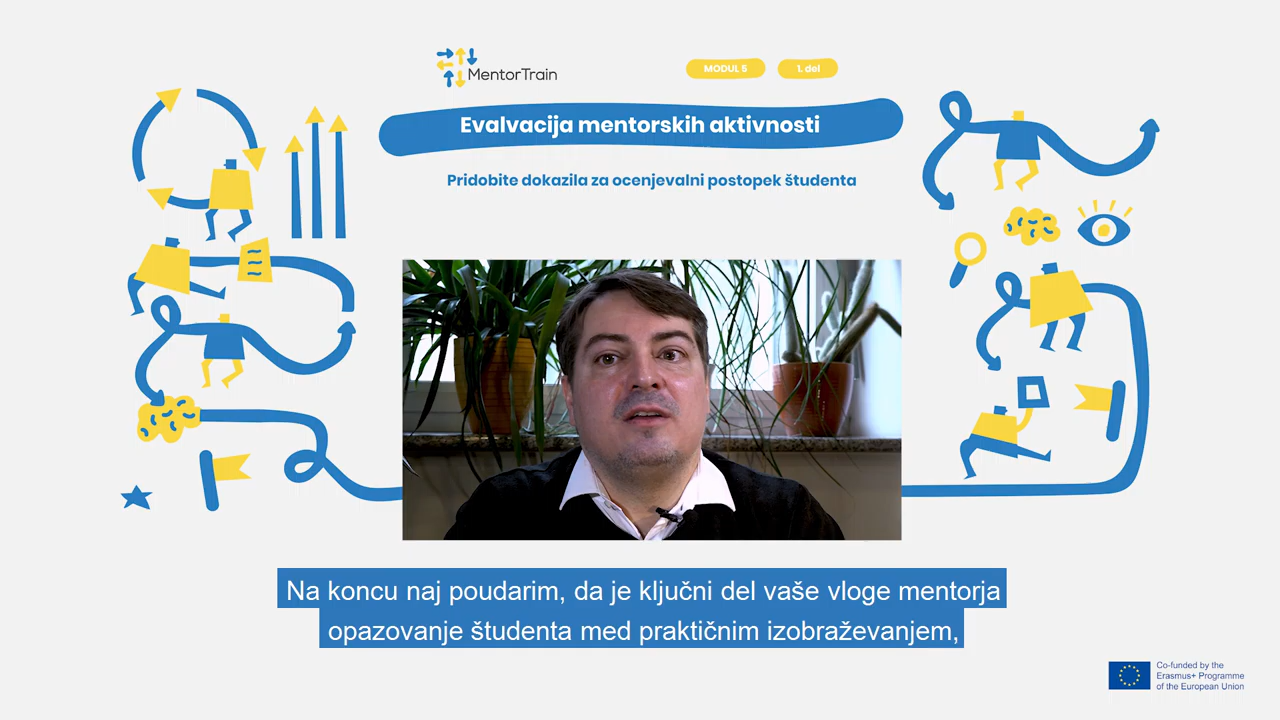 MentorTrain
MODUL 5
1. del
Evalvacija mentorskih aktivnosti
Pridobite dokazila za ocenjevalni postopek študenta
Na koncu naj poudarim, da je ključni del vaše vloge mentorja
opazovanje študenta med praktičnim izobraževanjem,
Co-funded by the
Erasmus+ Programme
of the European Union